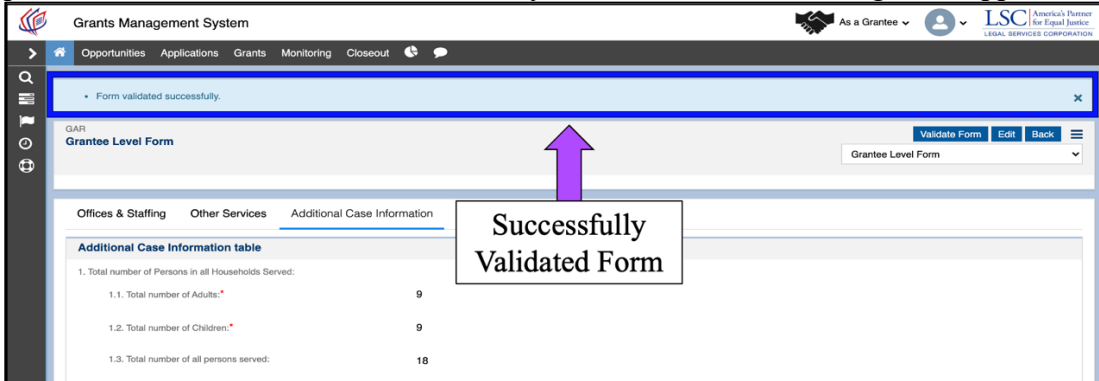 Grants Management System
As a Grantee
LSC America's Partner for Equal Justice
LEGAL SERVICES CORPORATION
Opportunities Applications Grants Monitoring Closeout
Form validated successfully.
GAR
Grantee Level Form
Validate Form Edit Back
Grantee Level Form
Offices & Staffing Other Services Additional Case Information
Successfully
Validated Form
Additional Case Information table
1. Total number of Persons in all Households Served:
1.1. Total number of Adults:* 9
1.2. Total number of Children:* 9
1.3. Total number of all persons served: 18